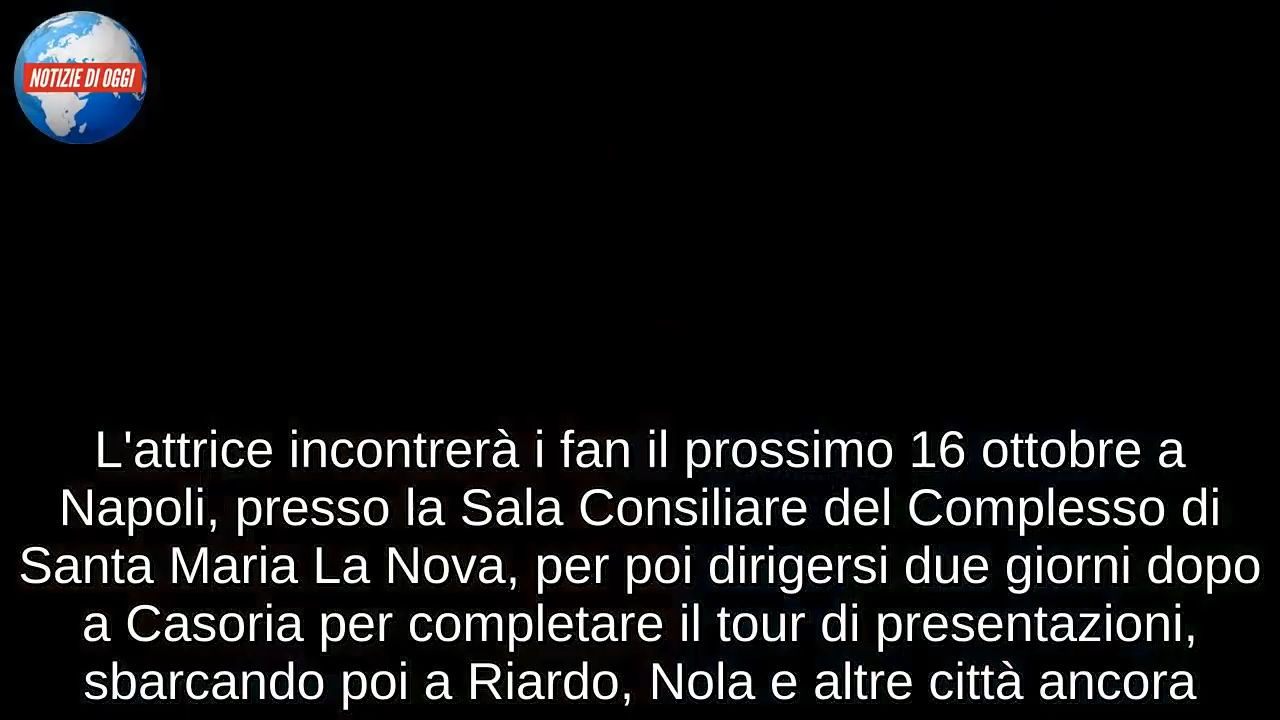 NOTIZIE DI OGGI
L'attrice incontrerà i fan il prossimo 16 ottobre a
Napoli, presso la Sala Consiliare del Complesso di
Santa Maria La Nova, per poi dirigersi due giorni dopo
a Casoria per completare il tour di presentazioni,
sbarcando poi a Riardo, Nola e altre città ancora